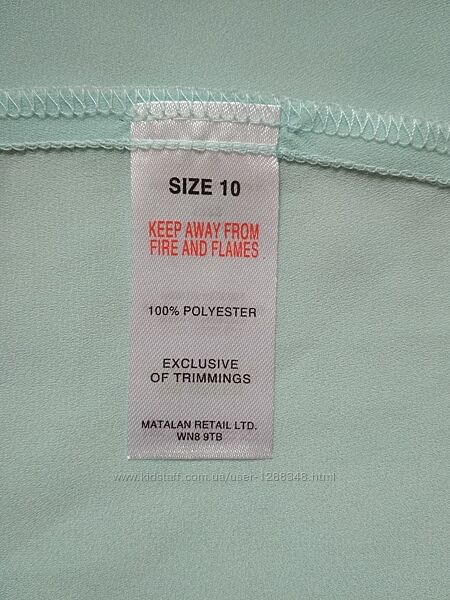 SIZE 10
KEEP AWAY FROM
FIRE AND FLAMES
100% POLYESTER
EXCLUSIVE
OF TRIMMINGS
MATALAN RETAIL LTD.
WN8 9TB
www.kidstaff.com.ua/user-1268348.html